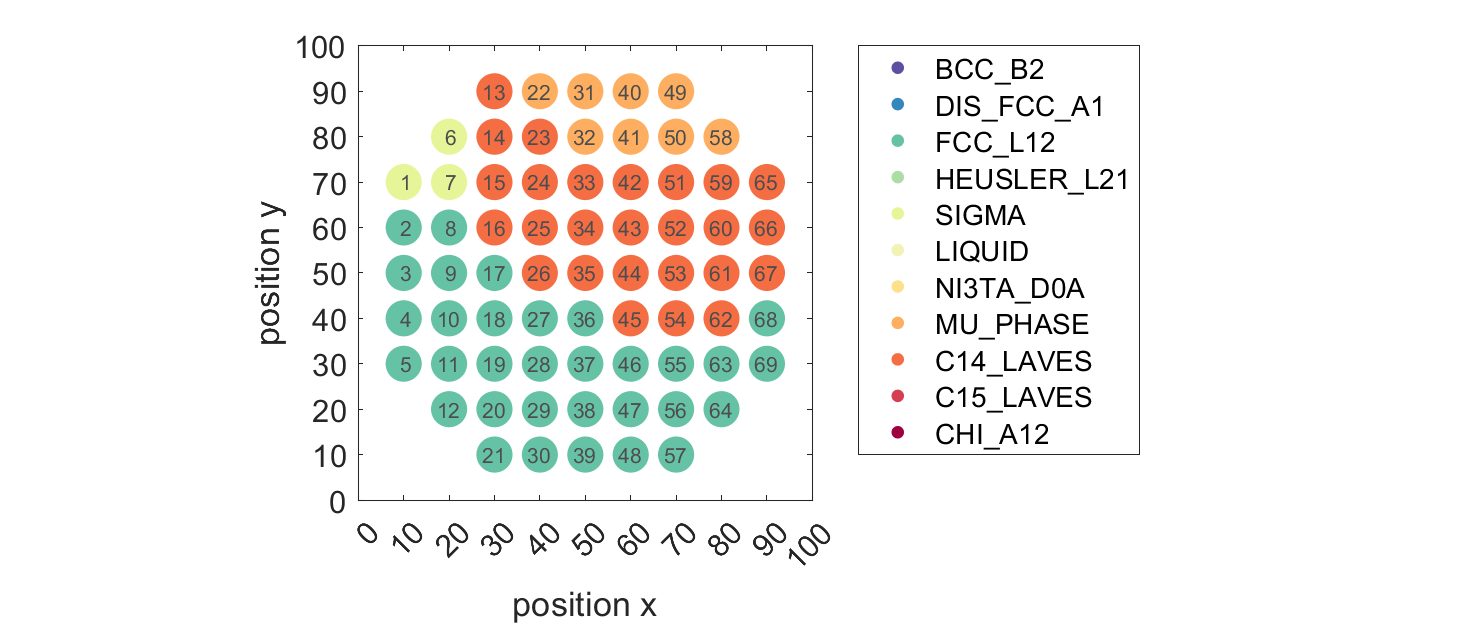 100
90
80
70
60
50
40
30
20
10
0
position y
13 22 31 40 49
6 14 23 32 41 50 58
1 7 15 24 33 42 51 59 65
2 8 16 25 34 43 52 60 66
3 9 17 26 35 44 53 61 67
4 10 18 27 36 45 54 62 68
5 11 19 28 37 46 55 63 69
12 20 29 38 47 56 64
21 30 39 48 57
0 10 20 30 40 50 60 70 80 90 100
position x
BCC_B2
DIS_FCC_A1
FCC_L12
HEUSLER_L21
SIGMA
LIQUID
NI3TA_D0A
MU_PHASE
C14_LAVES
C15_LAVES
CHI_A12